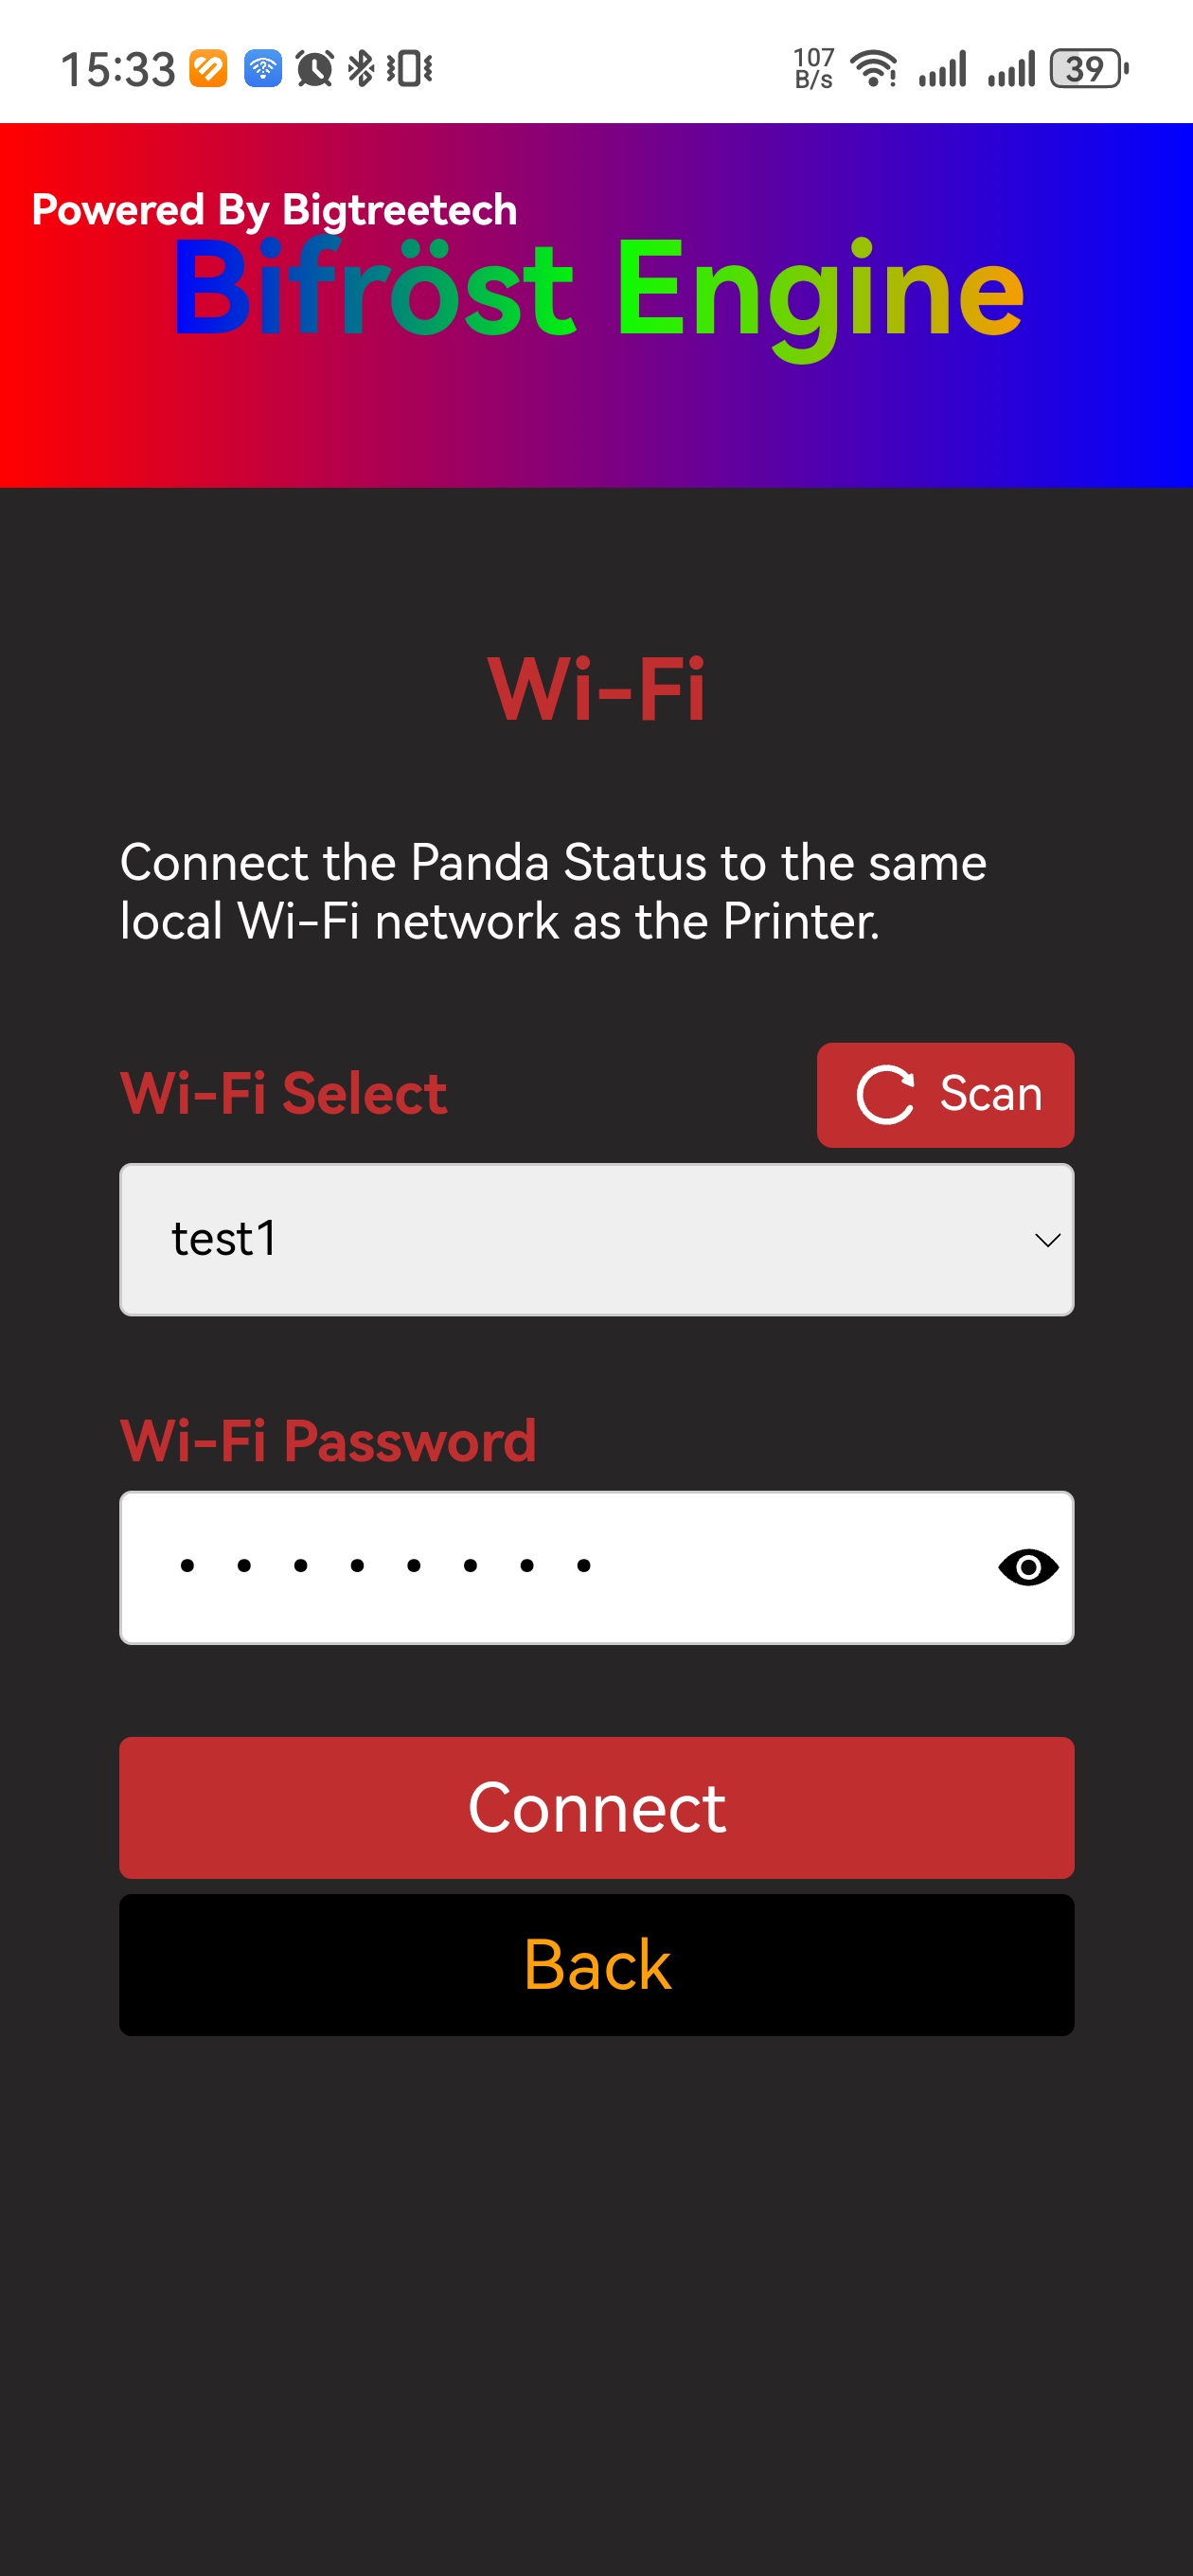 15:33
107
B/s
39
Powered By Bigtreetech
Bifröst Engine
Wi-Fi
Connect the Panda Status to the same
local Wi-Fi network as the Printer.
Wi-Fi Select
Scan
test1
Wi-Fi Password
Connect
Back